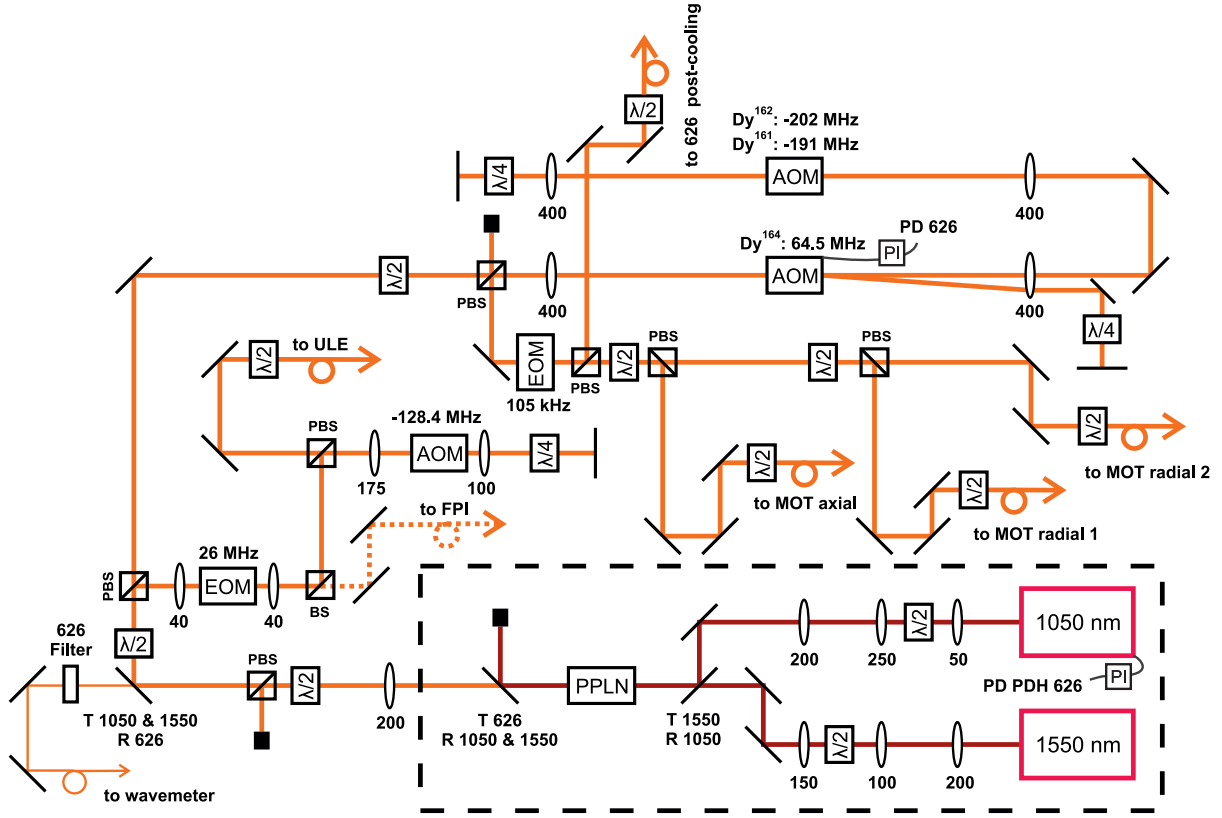 λ/2
to 626 post-cooling
Dy¹⁶²: -202 MHz
Dy¹⁶¹: -191 MHz
λ/4
400
AOM
400
λ/2
PBS
400
Dy¹⁶⁴: 64.5 MHz
AOM
PI
PD 626
400
λ/4
to ULE
λ/2
EOM
105 kHz
PBS
λ/2
PBS
λ/2
PBS
λ/2
to MOT radial 2
PBS
175
-128.4 MHz
AOM
100
λ/4
λ/2
to MOT axial
λ/2
to MOT radial 1
to FPI
PBS
40
26 MHz
EOM
40
BS
λ/2
626
Filter
PBS
λ/2
200
T 1050 & 1550
R 626
to wavemeter
T 626
R 1050 & 1550
PPLN
T 1550
R 1050
200
250
λ/2
50
1050 nm
PD PDH 626
PI
150
λ/2
100
200
1550 nm